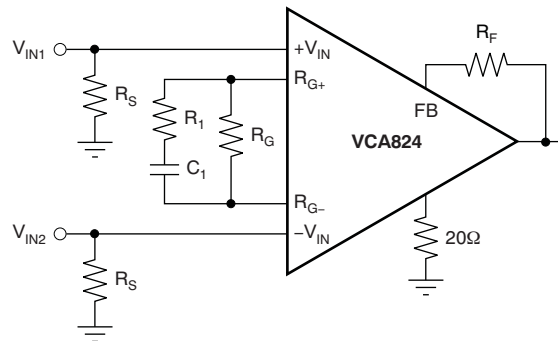 V_IN1
+V_IN
R_F
R_S
R_G+
R_1
R_G
FB
VCA824
C_1
R_G−
V_IN2
−V_IN
R_S
20Ω